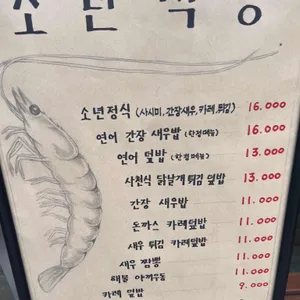 소년식당
소년정식 (사시미, 간장새우, 카레, 튀김) 16.000
연어 간장 새우밥 (한정메뉴) 16.000
연어 덮밥 (한정메뉴) 13.000
사천식 닭날개 튀김 덮밥 13.000
간장 새우밥 11.000
돈까스 카레덮밥 11.000
새우 튀김 카레덮밥 11.000
새우 짬뽕 11.000
해물 야끼우동 11.000
카레 덮밥 9.000